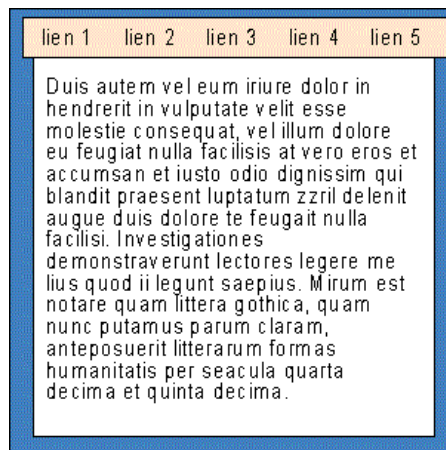 lien 1 lien 2 lien 3 lien 4 lien 5
Duis autem vel eum iriure dolor in
hendrerit in vulputate velit esse
molestie consequat, vel illum dolore
eu feugiat nulla facilisis at vero eros et
accumsan et iusto odio dignissim qui
blandit praesent luptatum zzril delenit
augue duis dolore te feugait nulla
facilisi. Investigationes
demonstraverunt lectores legere me
lius quod ii legunt saepius. Mirum est
notare quam littera gothica, quam
nunc putamus parum claram,
anteposuerit litterarum formas
humanitatis per seacula quarta
decima et quinta decima.